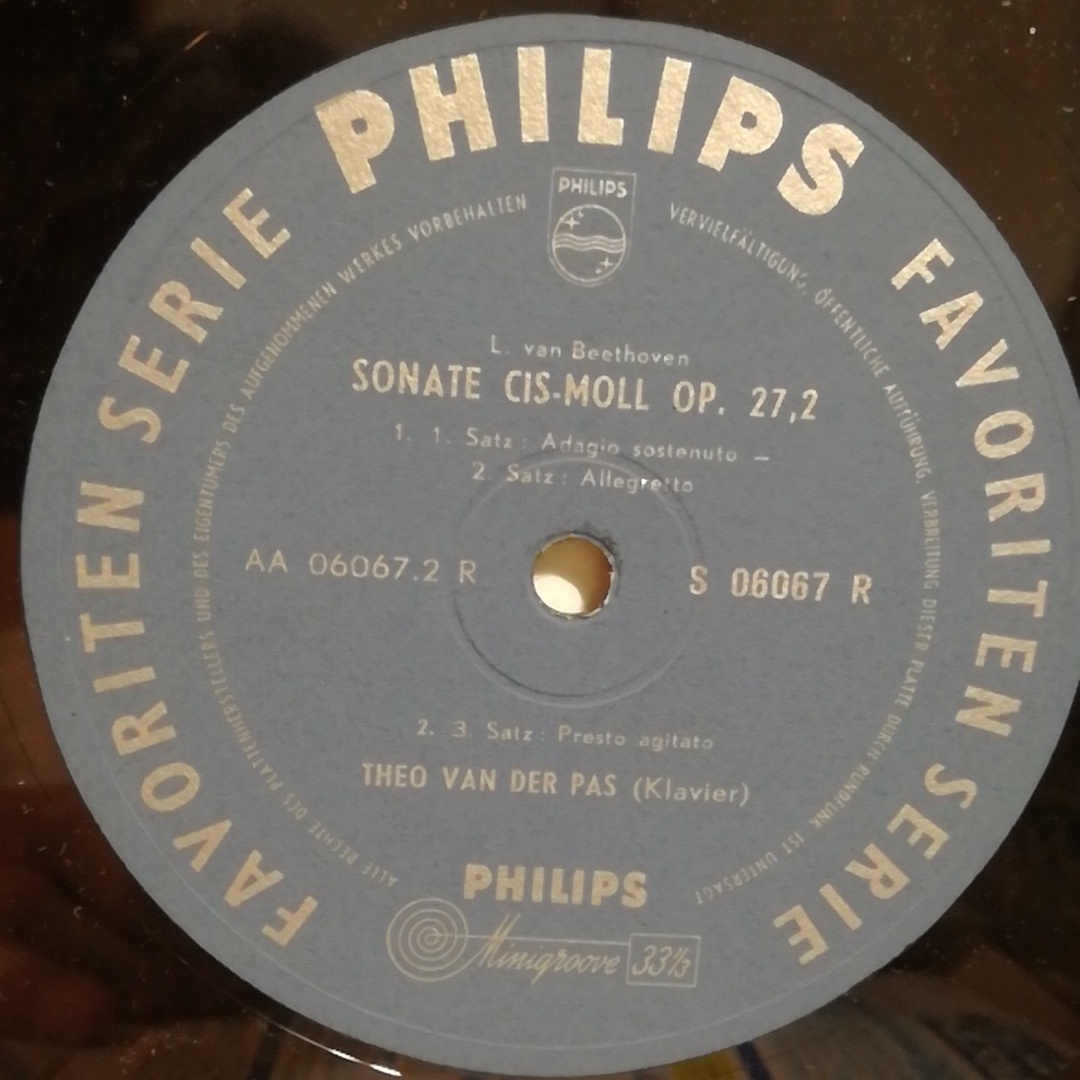 PHILIPS
FAVORITEN SERIE
FAVORITEN SERIE
PHILIPS
ALLE RECHTE DES PLATTENHERSTELLERS UND DES EIGENTÜMERS DES AUFGENOMMENEN WERKES VORBEHALTEN
VERVIELFÄLTIGUNG, ÖFFENTLICHE AUFFÜHRUNG, VERBREITUNG DIESER PLATTE DURCH RUNDFUNK, IST UNTERSAGT
L. van Beethoven
SONATE CIS-MOLL OP. 27,2
1. 1. Satz: Adagio sostenuto –
2. Satz: Allegretto
AA 06067.2 R
S 06067 R
2. 3. Satz: Presto agitato
THEO VAN DER PAS (Klavier)
PHILIPS
Minigroove 33⅓